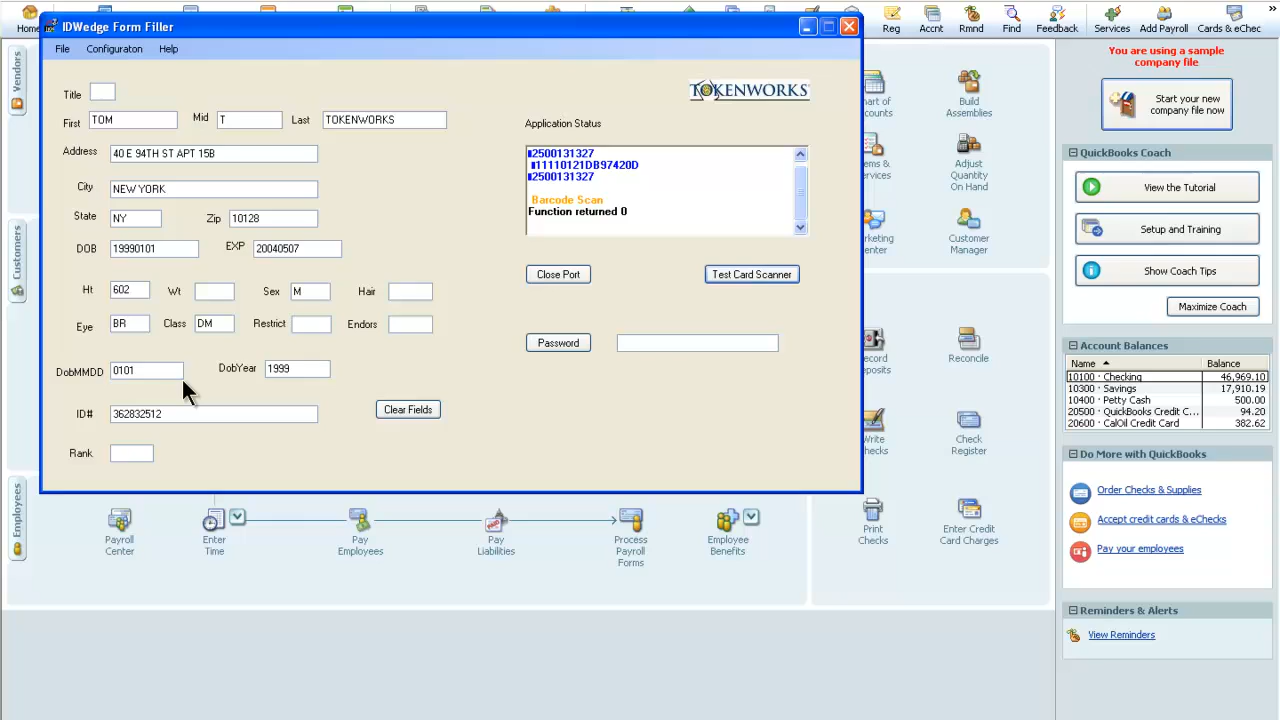 Home
Reg
Accnt
Rmnd
Find
Feedback
Services
Add Payroll
Cards & eChec
»
IDWedge Form Filler
File
Configuraton
Help
Title
TOKENWORKS
First
TOM
Mid
T
Last
TOKENWORKS
Address
40 E 94TH ST APT 15B
City
NEW YORK
State
NY
Zip
10128
DOB
19990101
EXP
20040507
Ht
602
Wt
Sex
M
Hair
Eye
BR
Class
DM
Restrict
Endors
DobMMDD
0101
DobYear
1999
ID#
362832512
Clear Fields
Rank
Application Status
2500131327
11110121DB97420D
2500131327
Barcode Scan
Function returned 0
Close Port
Test Card Scanner
Password
Vendors
Customers
Employees
Payroll
Center
Enter
Time
Pay
Employees
PAID
Pay
Liabilities
Process
Payroll
Forms
Employee
Benefits
Build
Assemblies
Adjust
Quantity
On Hand
Customer
Manager
Reconcile
Check
Register
Print
Checks
Enter Credit
Card Charges
You are using a sample
company file
Start your new
company file now
QuickBooks Coach
View the Tutorial
Setup and Training
Show Coach Tips
Maximize Coach
Account Balances
Name
Balance
10100 · Checking
46,969.10
10300 · Savings
17,910.19
10400 · Petty Cash
500.00
20500 · QuickBooks Credit C...
94.20
20600 · CalOil Credit Card
382.62
Do More with QuickBooks
Order Checks & Supplies
Accept credit cards & eChecks
Pay your employees
Reminders & Alerts
View Reminders